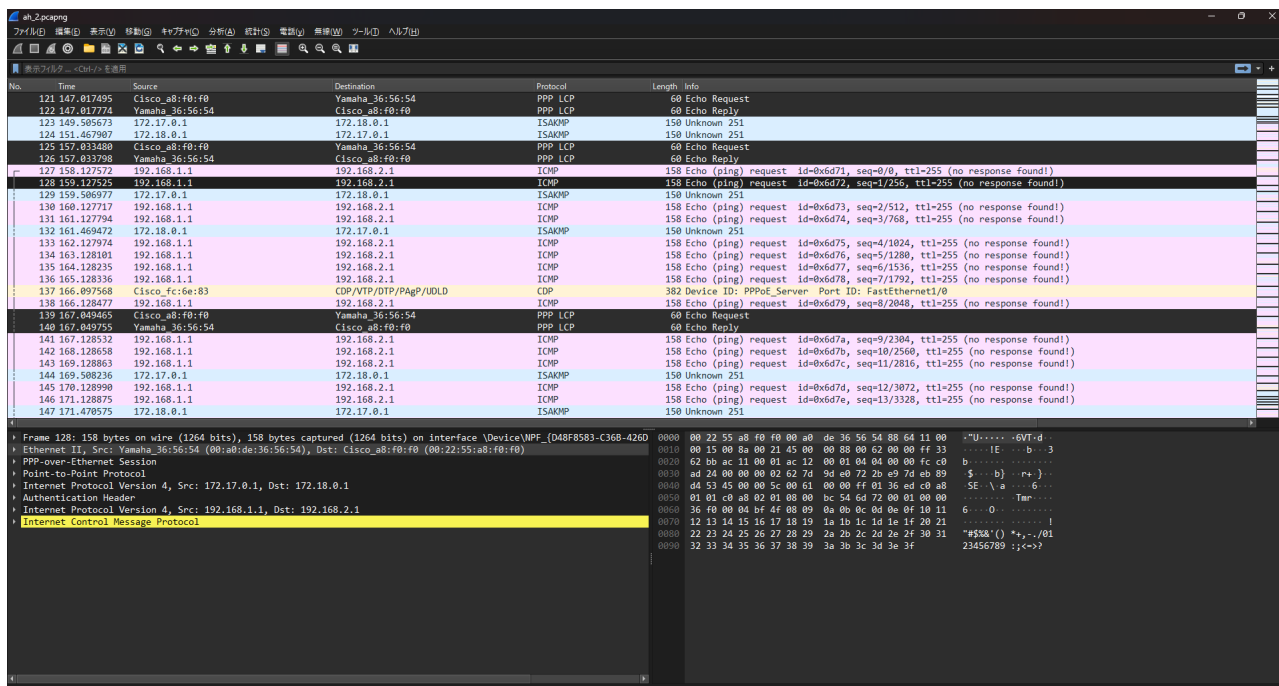 ah_2.pcapng
ファイル(F) 編集(E) 表示(V) 移動(G) キャプチャ(C) 分析(A) 統計(S) 電話(y) 無線(W) ツール(T) ヘルプ(H)
表示フィルタ ... <Ctrl-/> を適用
No. Time Source Destination Protocol Length Info
121 147.017495 Cisco_a8:f0:f0 Yamaha_36:56:54 PPP LCP 60 Echo Request
122 147.017774 Yamaha_36:56:54 Cisco_a8:f0:f0 PPP LCP 60 Echo Reply
123 149.505673 172.17.0.1 172.18.0.1 ISAKMP 150 Unknown 251
124 151.467907 172.18.0.1 172.17.0.1 ISAKMP 150 Unknown 251
125 157.033480 Cisco_a8:f0:f0 Yamaha_36:56:54 PPP LCP 60 Echo Request
126 157.033798 Yamaha_36:56:54 Cisco_a8:f0:f0 PPP LCP 60 Echo Reply
127 158.127572 192.168.1.1 192.168.2.1 ICMP 158 Echo (ping) request id=0x6d71, seq=0/0, ttl=255 (no response found!)
128 159.127525 192.168.1.1 192.168.2.1 ICMP 158 Echo (ping) request id=0x6d72, seq=1/256, ttl=255 (no response found!)
129 159.506977 172.17.0.1 172.18.0.1 ISAKMP 150 Unknown 251
130 160.127717 192.168.1.1 192.168.2.1 ICMP 158 Echo (ping) request id=0x6d73, seq=2/512, ttl=255 (no response found!)
131 161.127794 192.168.1.1 192.168.2.1 ICMP 158 Echo (ping) request id=0x6d74, seq=3/768, ttl=255 (no response found!)
132 161.469472 172.18.0.1 172.17.0.1 ISAKMP 150 Unknown 251
133 162.127974 192.168.1.1 192.168.2.1 ICMP 158 Echo (ping) request id=0x6d75, seq=4/1024, ttl=255 (no response found!)
134 163.128101 192.168.1.1 192.168.2.1 ICMP 158 Echo (ping) request id=0x6d76, seq=5/1280, ttl=255 (no response found!)
135 164.128235 192.168.1.1 192.168.2.1 ICMP 158 Echo (ping) request id=0x6d77, seq=6/1536, ttl=255 (no response found!)
136 165.128336 192.168.1.1 192.168.2.1 ICMP 158 Echo (ping) request id=0x6d78, seq=7/1792, ttl=255 (no response found!)
137 166.097568 Cisco_fc:6e:83 CDP/VTP/DTP/PAgP/UDLD CDP 382 Device ID: PPPoE_Server Port ID: FastEthernet1/0
138 166.128477 192.168.1.1 192.168.2.1 ICMP 158 Echo (ping) request id=0x6d79, seq=8/2048, ttl=255 (no response found!)
139 167.049465 Cisco_a8:f0:f0 Yamaha_36:56:54 PPP LCP 60 Echo Request
140 167.049755 Yamaha_36:56:54 Cisco_a8:f0:f0 PPP LCP 60 Echo Reply
141 167.128532 192.168.1.1 192.168.2.1 ICMP 158 Echo (ping) request id=0x6d7a, seq=9/2304, ttl=255 (no response found!)
142 168.128658 192.168.1.1 192.168.2.1 ICMP 158 Echo (ping) request id=0x6d7b, seq=10/2560, ttl=255 (no response found!)
143 169.128863 192.168.1.1 192.168.2.1 ICMP 158 Echo (ping) request id=0x6d7c, seq=11/2816, ttl=255 (no response found!)
144 169.508236 172.17.0.1 172.18.0.1 ISAKMP 150 Unknown 251
145 170.128990 192.168.1.1 192.168.2.1 ICMP 158 Echo (ping) request id=0x6d7d, seq=12/3072, ttl=255 (no response found!)
146 171.128875 192.168.1.1 192.168.2.1 ICMP 158 Echo (ping) request id=0x6d7e, seq=13/3328, ttl=255 (no response found!)
147 171.470575 172.18.0.1 172.17.0.1 ISAKMP 150 Unknown 251
Frame 128: 158 bytes on wire (1264 bits), 158 bytes captured (1264 bits) on interface \Device\NPF_{D48F8583-C36B-426D
Ethernet II, Src: Yamaha_36:56:54 (00:a0:de:36:56:54), Dst: Cisco_a8:f0:f0 (00:22:55:a8:f0:f0)
PPP-over-Ethernet Session
Point-to-Point Protocol
Internet Protocol Version 4, Src: 172.17.0.1, Dst: 172.18.0.1
Authentication Header
Internet Protocol Version 4, Src: 192.168.1.1, Dst: 192.168.2.1
Internet Control Message Protocol
0000 00 22 55 a8 f0 f0 00 a0 de 36 56 54 88 64 11 00 ·"U····· ·6VT·d··
0010 00 15 00 8a 00 21 45 00 00 88 00 62 00 00 ff 33 ·····!E· ···b···3
0020 62 bb ac 11 00 01 ac 12 00 01 04 04 00 00 fc c0 b······· ········
0030 ad 24 00 00 00 02 62 7d 9d e0 72 2b e9 7d eb 89 ·$····b} ··r+·}··
0040 d4 53 45 00 00 5c 00 61 00 00 ff 01 36 ed c0 a8 ·SE··\·a ····6···
0050 01 01 c0 a8 02 01 08 00 bc 54 6d 72 00 01 00 00 ········ ·Tmr····
0060 36 f0 00 04 bf 4f 08 09 0a 0b 0c 0d 0e 0f 10 11 6····O·· ········
0070 12 13 14 15 16 17 18 19 1a 1b 1c 1d 1e 1f 20 21 ········ ······ !
0080 22 23 24 25 26 27 28 29 2a 2b 2c 2d 2e 2f 30 31 "#$%&'() *+,-./01
0090 32 33 34 35 36 37 38 39 3a 3b 3c 3d 3e 3f 23456789 :;<=>?